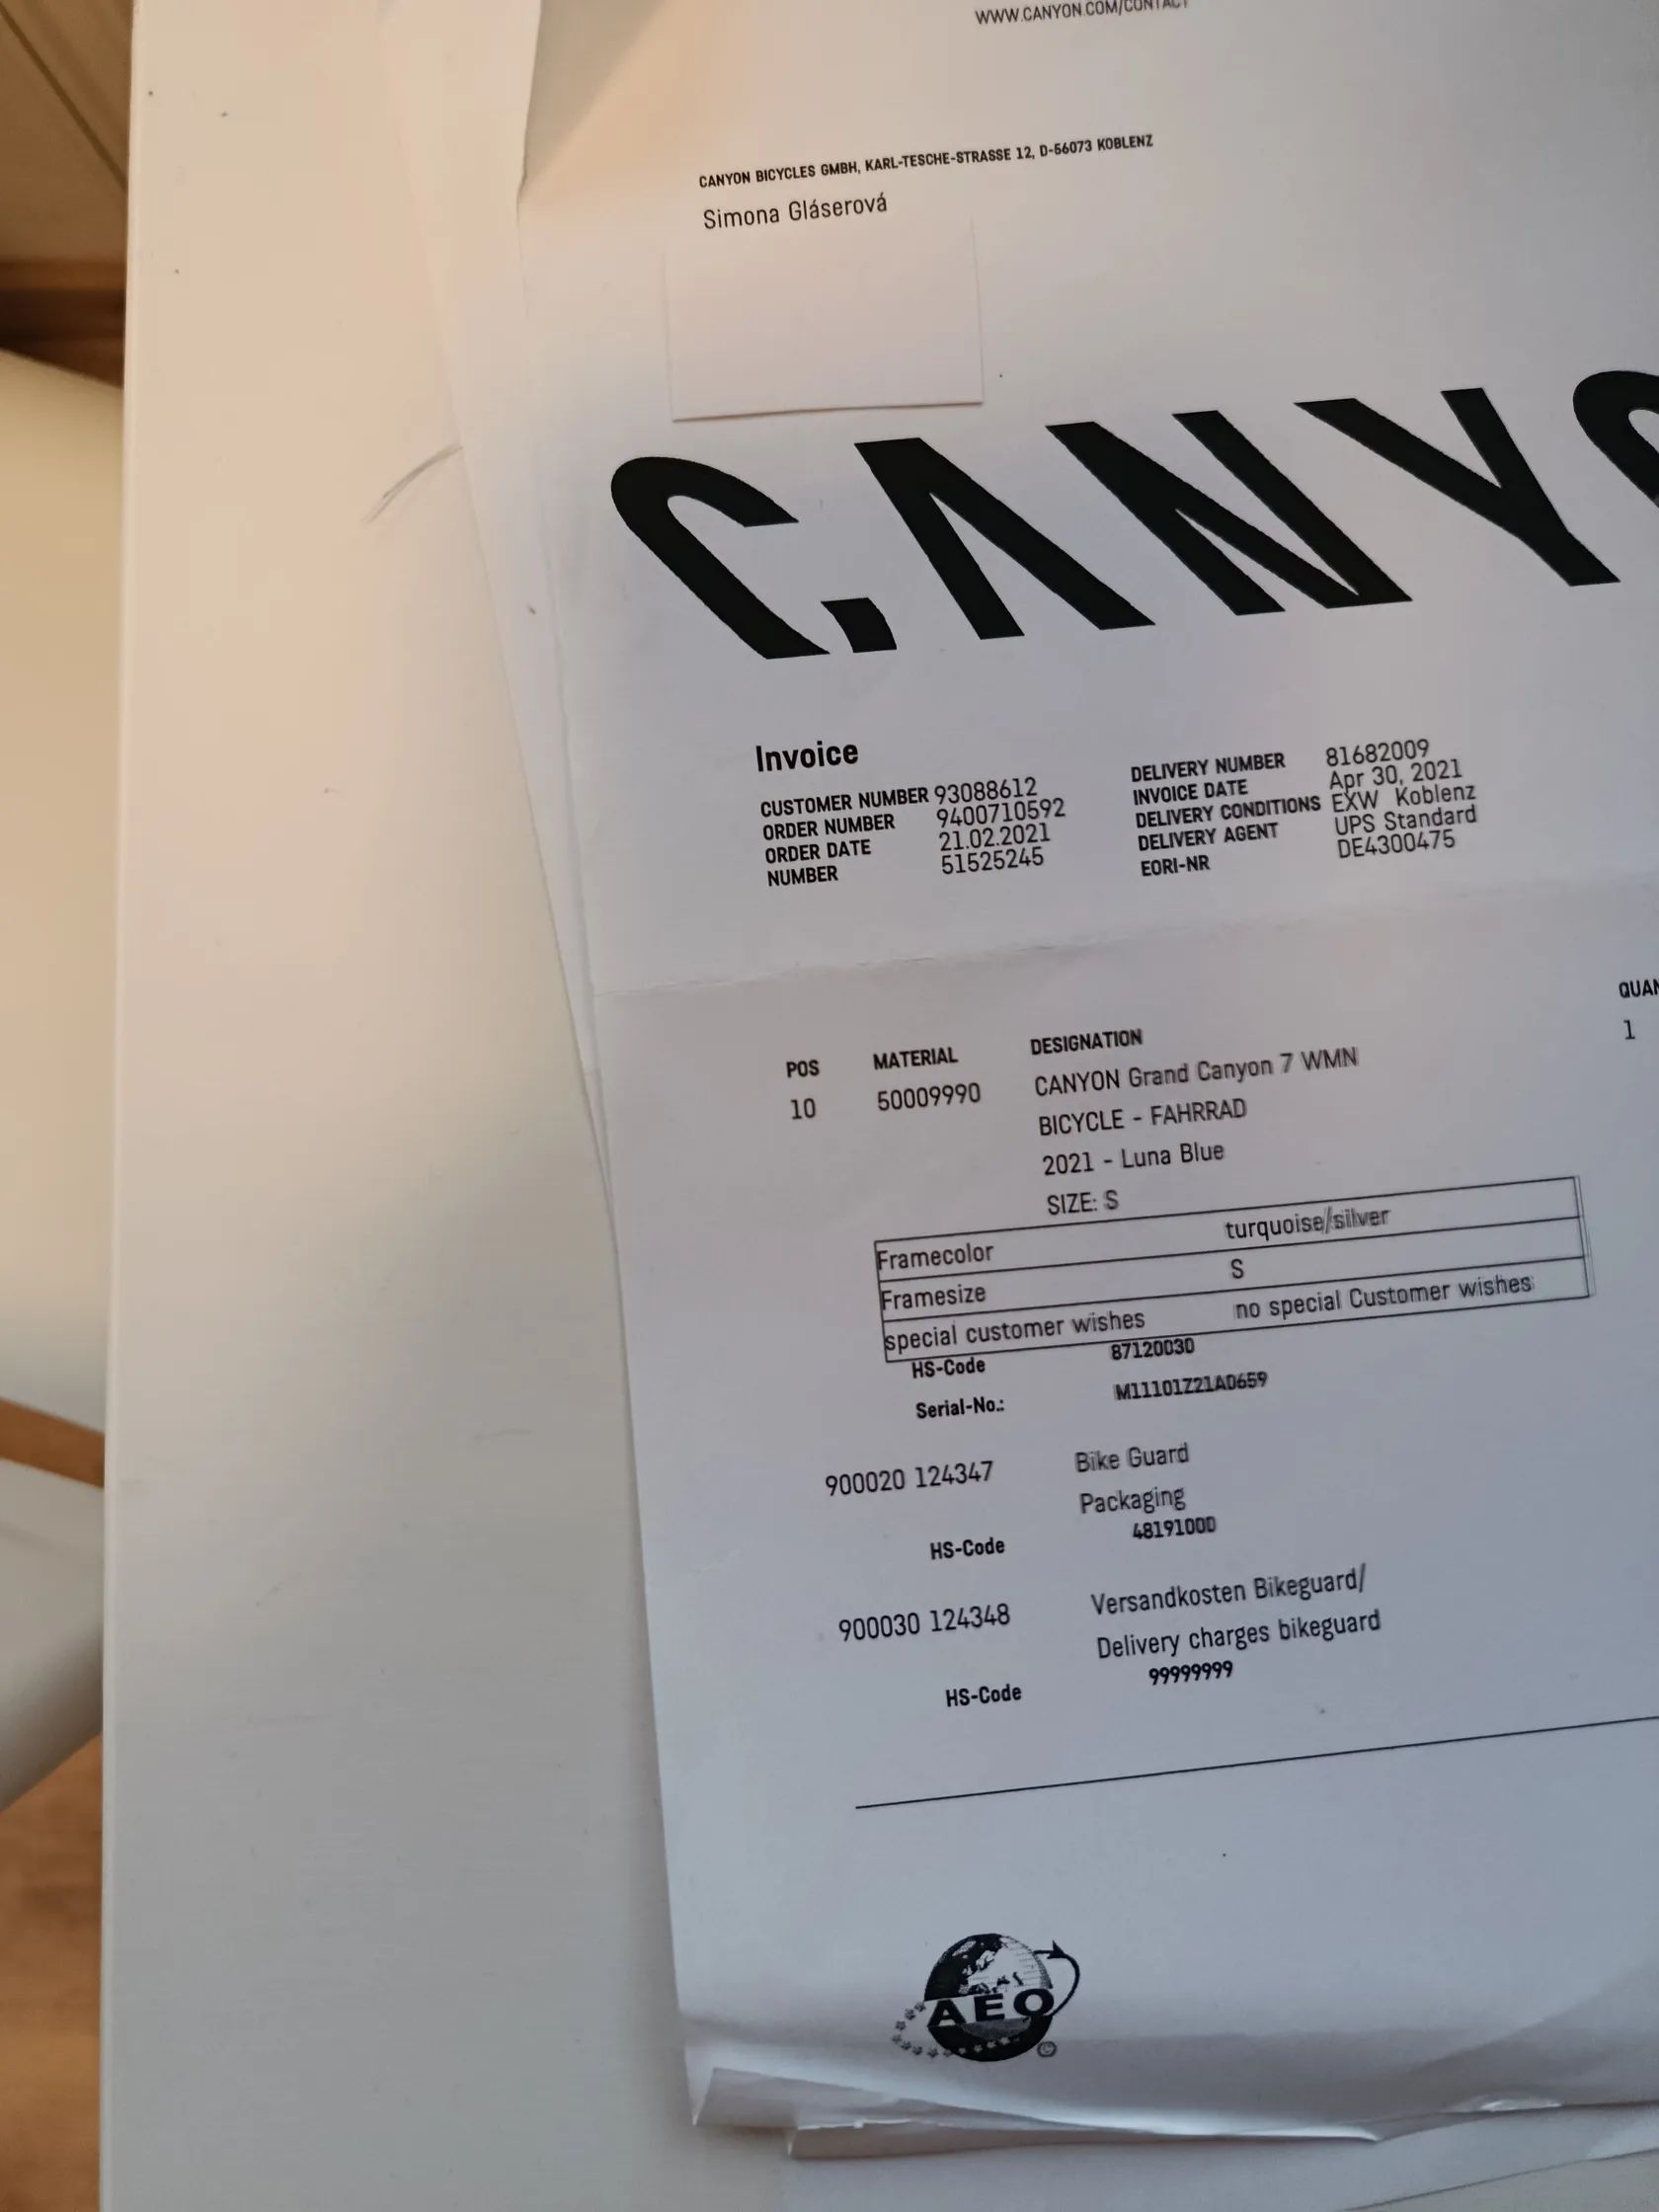 WWW.CANYON.COM/CONTACT
CANYON BICYCLES GMBH, KARL-TESCHE-STRASSE 12, D-56073 KOBLENZ
Simona Gláserová
CANYO
Invoice
CUSTOMER NUMBER 93088612
ORDER NUMBER 9400710592
ORDER DATE 21.02.2021
NUMBER 51525245
DELIVERY NUMBER 81682009
INVOICE DATE Apr 30, 2021
DELIVERY CONDITIONS EXW Koblenz
DELIVERY AGENT UPS Standard
EORI-NR DE4300475
POS MATERIAL DESIGNATION QUAN
10 50009990 CANYON Grand Canyon 7 WMN 1
BICYCLE - FAHRRAD
2021 - Luna Blue
SIZE: S
Framecolor turquoise/silver
Framesize S
special customer wishes no special Customer wishes
HS-Code 87120030
Serial-No.: M11101Z21AD659
900020 124347 Bike Guard
Packaging
HS-Code 48191000
900030 124348 Versandkosten Bikeguard/
Delivery charges bikeguard
HS-Code 99999999
AEO
©